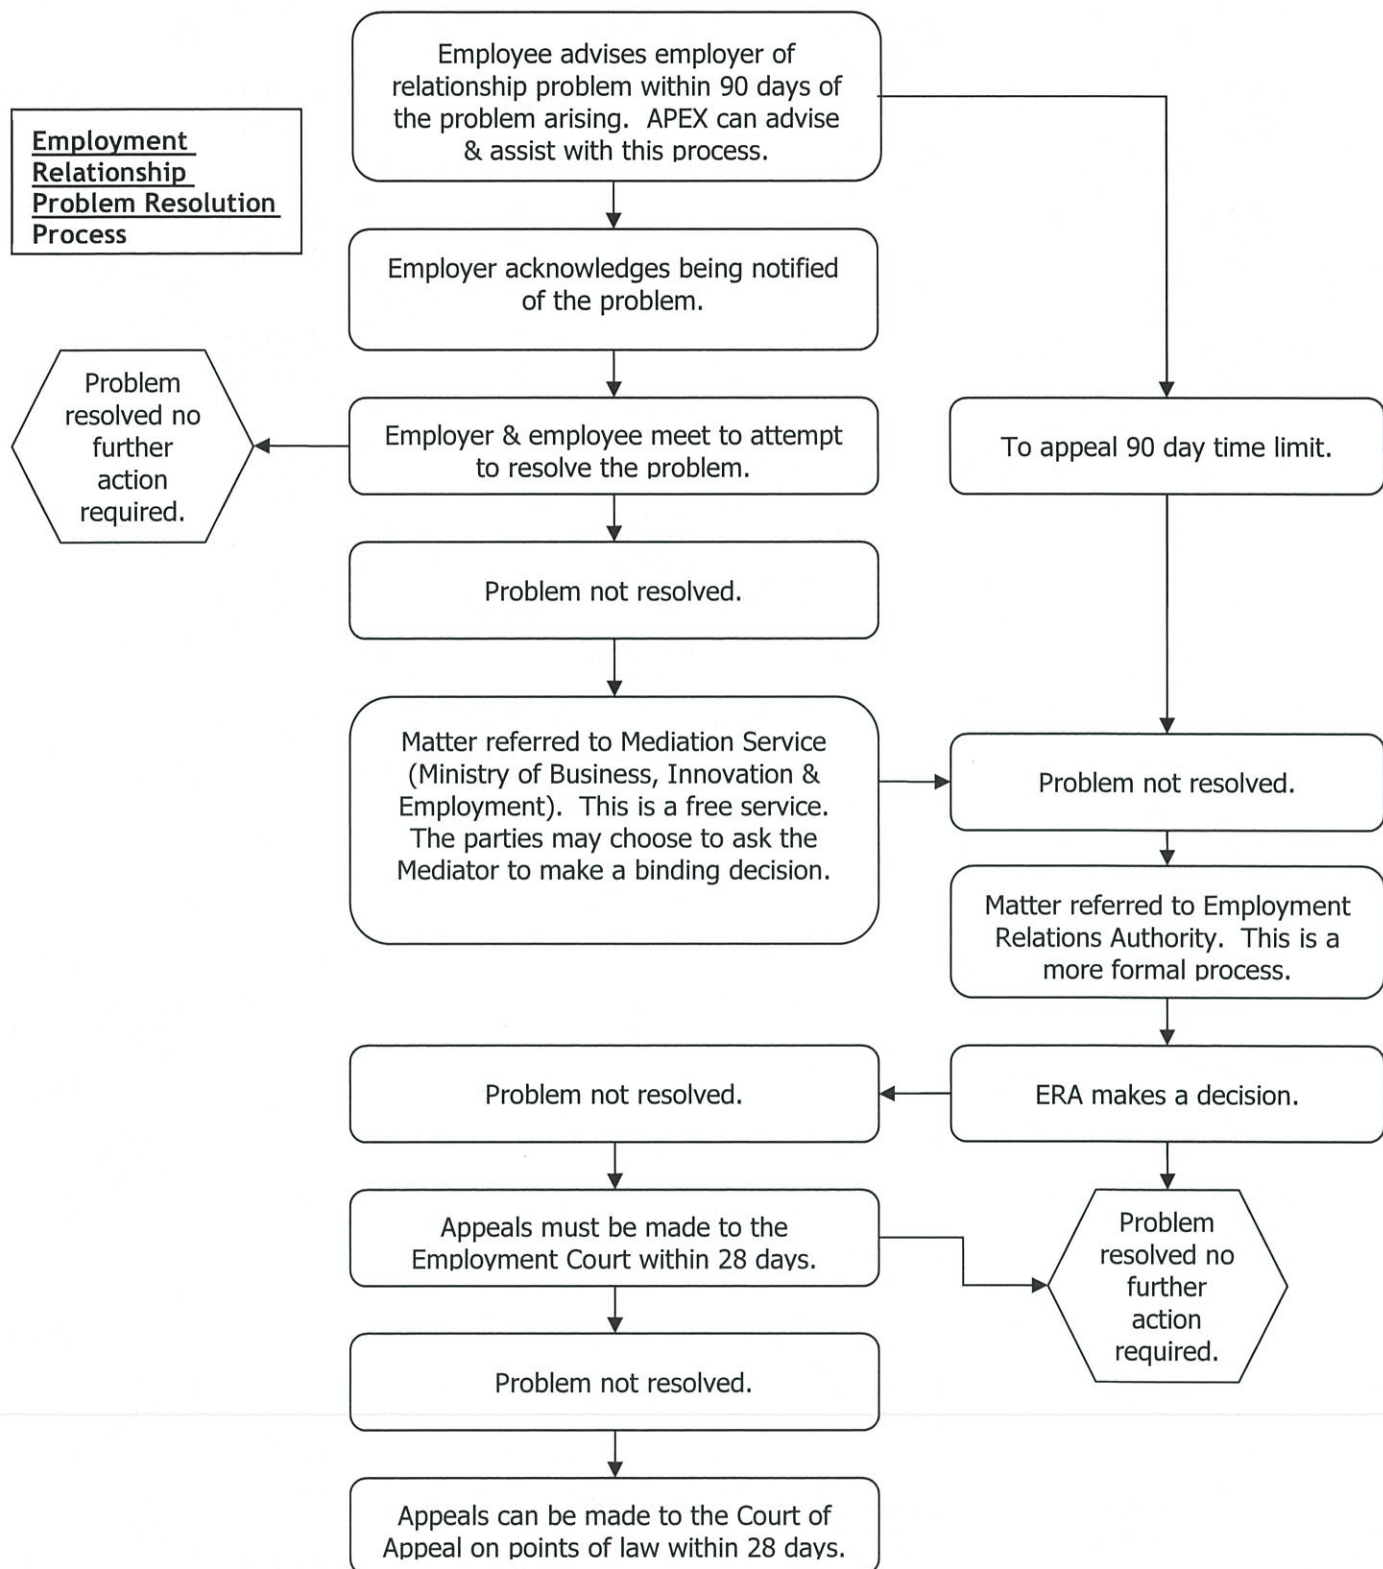 Employment
Relationship
Problem Resolution
Process
Employee advises employer of
relationship problem within 90 days of
the problem arising.  APEX can advise
& assist with this process.
Employer acknowledges being notified
of the problem.
Problem
resolved no
further
action
required.
Employer & employee meet to attempt
to resolve the problem.
To appeal 90 day time limit.
Problem not resolved.
Matter referred to Mediation Service
(Ministry of Business, Innovation &
Employment).  This is a free service.
The parties may choose to ask the
Mediator to make a binding decision.
Problem not resolved.
Matter referred to Employment
Relations Authority.  This is a
more formal process.
Problem not resolved.
ERA makes a decision.
Appeals must be made to the
Employment Court within 28 days.
Problem
resolved no
further
action
required.
Problem not resolved.
Appeals can be made to the Court of
Appeal on points of law within 28 days.